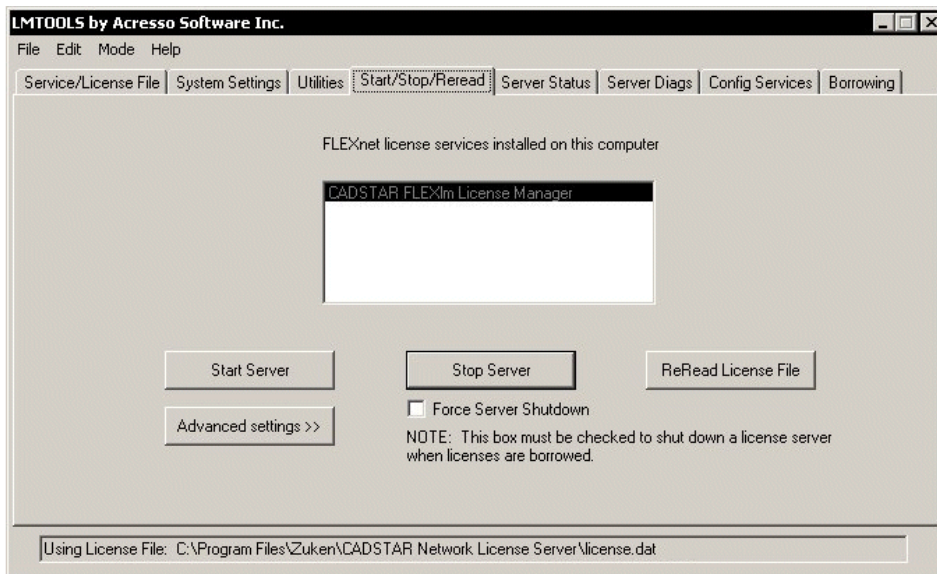 LMTOOLS by Acresso Software Inc.
File Edit Mode Help
Service/License File System Settings Utilities Start/Stop/Reread Server Status Server Diags Config Services Borrowing
FLEXnet license services installed on this computer
CADSTAR FLEXlm License Manager
Start Server Stop Server ReRead License File
Advanced settings >> Force Server Shutdown
NOTE: This box must be checked to shut down a license server
when licenses are borrowed.
Using License File: C:\Program Files\Zuken\CADSTAR Network License Server\license.dat